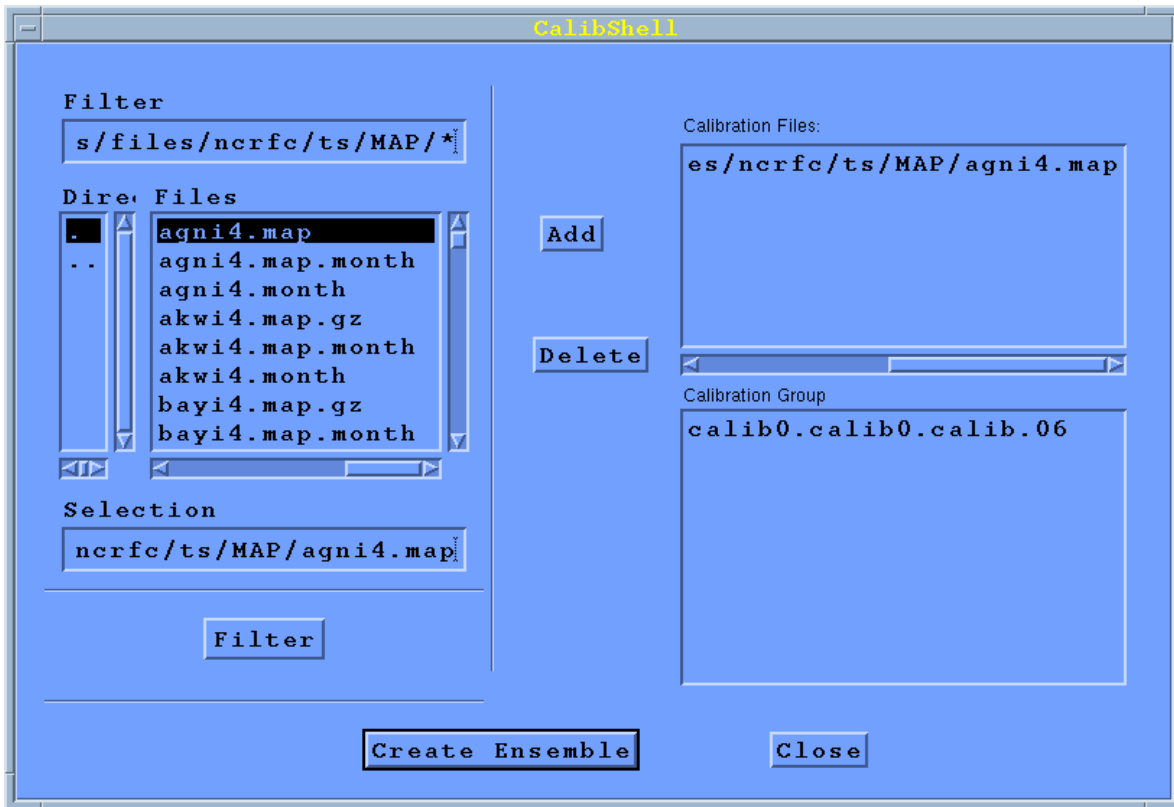 CalibShell
Filter
s/files/ncrfc/ts/MAP/*
Dire Files
.
..
agni4.map
agni4.map.month
agni4.month
akwi4.map.gz
akwi4.map.month
akwi4.month
bayi4.map.gz
bayi4.map.month
Selection
ncrfc/ts/MAP/agni4.map
Filter
Add
Delete
Calibration Files:
es/ncrfc/ts/MAP/agni4.map
Calibration Group
calib0.calib0.calib.06
Create Ensemble
Close